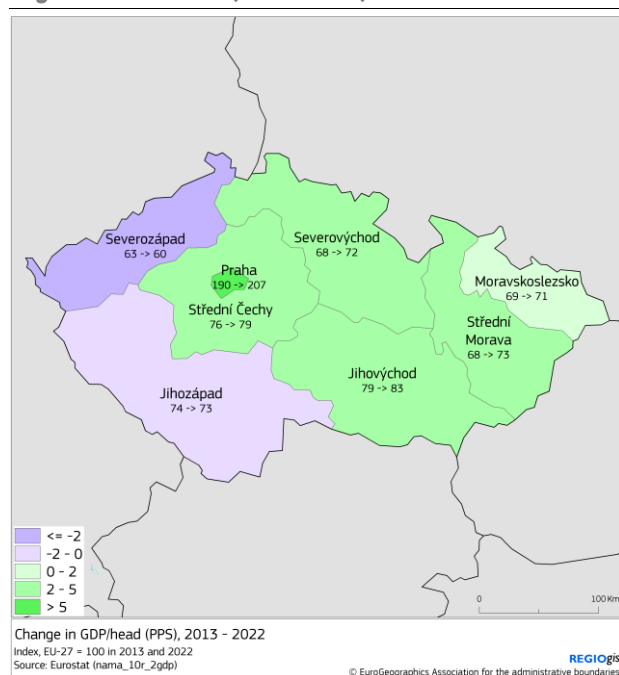 Severozápad
63 -> 60
Severovýchod
68 -> 72
Praha
190 -> 207
Střední Čechy
76 -> 79
Moravskoslezsko
69 -> 71
Střední
Morava
68 -> 73
Jihozápad
74 -> 73
Jihovýchod
79 -> 83
<= -2
-2 - 0
0 - 2
2 - 5
> 5
0
100 Km
Change in GDP/head (PPS), 2013 - 2022
Index, EU-27 = 100 in 2013 and 2022
Source: Eurostat (nama_10r_2gdp)
REGIOgis
© EuroGeographics Association for the administrative boundaries